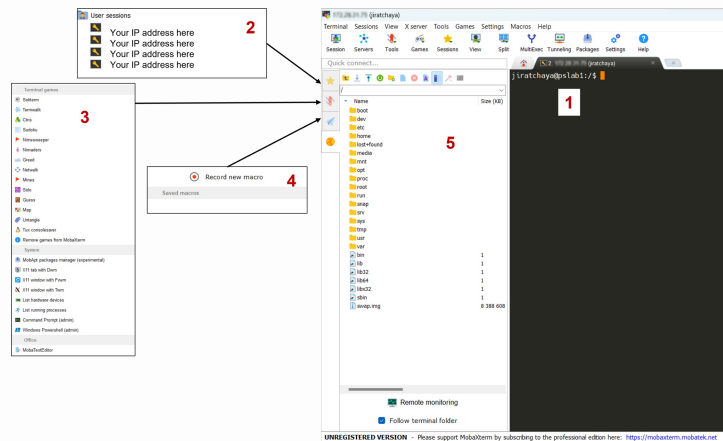 User sessions
2
Your IP address here
Your IP address here
Your IP address here
Your IP address here
Terminal games
3
Termwalk
Cins
Sudoku
Nimsweeper
Nimaders
Greed
Netwalk
Mines
Solo
Guess
Map
Untangle
Tux consolesaver
Remove games from MobaXterm
System
MobApt packages manager (experimental)
X11 tab with Dwm
X11 window with Fvwm
X11 window with Twm
List hardware devices
List running processes
Command Prompt (admin)
Windows Powershell (admin)
Office
MobaTextEditor
Record new macro
4
Saved macros
(jiratchaya)
Terminal Sessions View X server Tools Games Settings Macros Help
Session Servers Tools Games Sessions View Split MultiExec Tunneling Packages Settings Help
Quick connect...
2. (jiratchaya)
/
Name Size (KB)
boot
dev
etc
home
lost+found
media
mnt
opt
proc
root
run
snap
srv
sys
tmp
usr
var
bin 1
lib 1
lib32 1
lib64 1
libx32 1
sbin 1
swap.img 8 388 608
5
Remote monitoring
Follow terminal folder
jiratchaya@pslab1:/$
1
UNREGISTERED VERSION - Please support MobaXterm by subscribing to the professional edition here: https://mobaxterm.mobatek.net